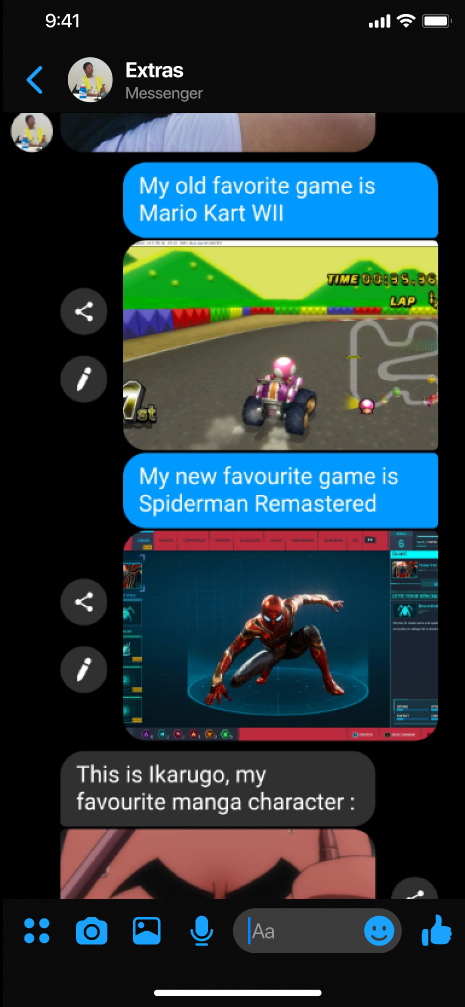 9:41
Extras
Messenger
My old favorite game is
Mario Kart WII
TIME 00:35.36
LAP
1st
My new favourite game is
Spiderman Remastered
6
This is Ikarugo, my
favourite manga character :
Aa